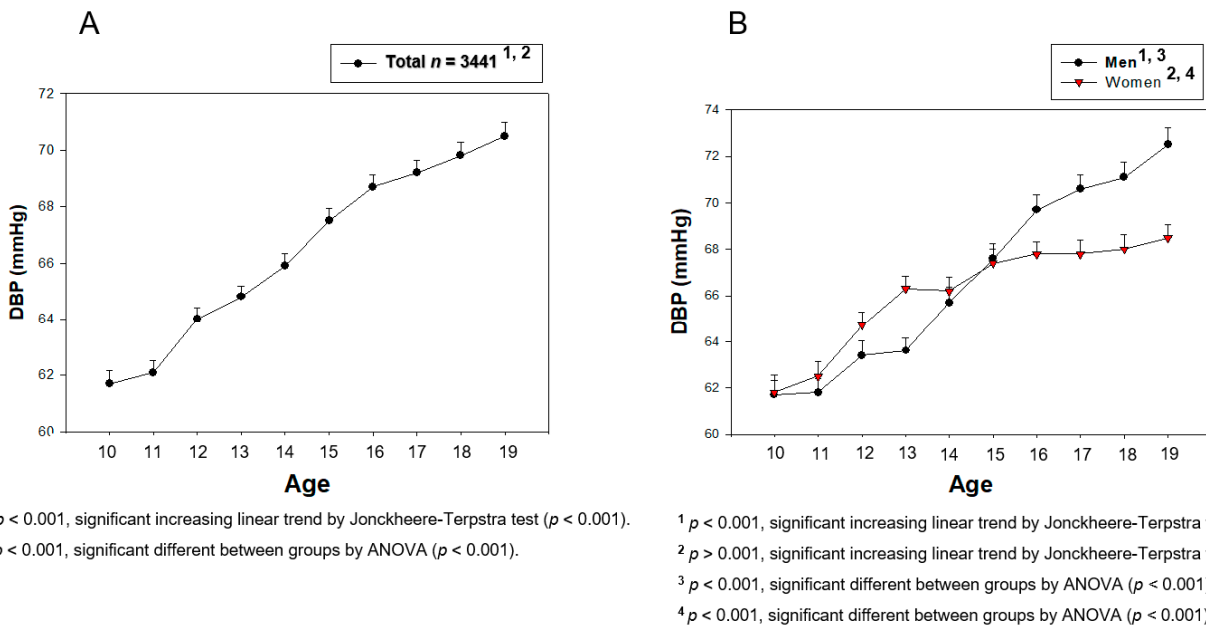 A
Total n = 3441 1, 2
72
70
68
66
64
62
60
DBP (mmHg)
10 11 12 13 14 15 16 17 18 19
Age
p < 0.001, significant increasing linear trend by Jonckheere-Terpstra test (p < 0.001).
p < 0.001, significant different between groups by ANOVA (p < 0.001).
B
Men 1, 3
Women 2, 4
74
72
70
68
66
64
62
60
DBP (mmHg)
10 11 12 13 14 15 16 17 18 19
Age
1 p < 0.001, significant increasing linear trend by Jonckheere-Terpstra
2 p > 0.001, significant increasing linear trend by Jonckheere-Terpstra
3 p < 0.001, significant different between groups by ANOVA (p < 0.001)
4 p < 0.001, significant different between groups by ANOVA (p < 0.001)